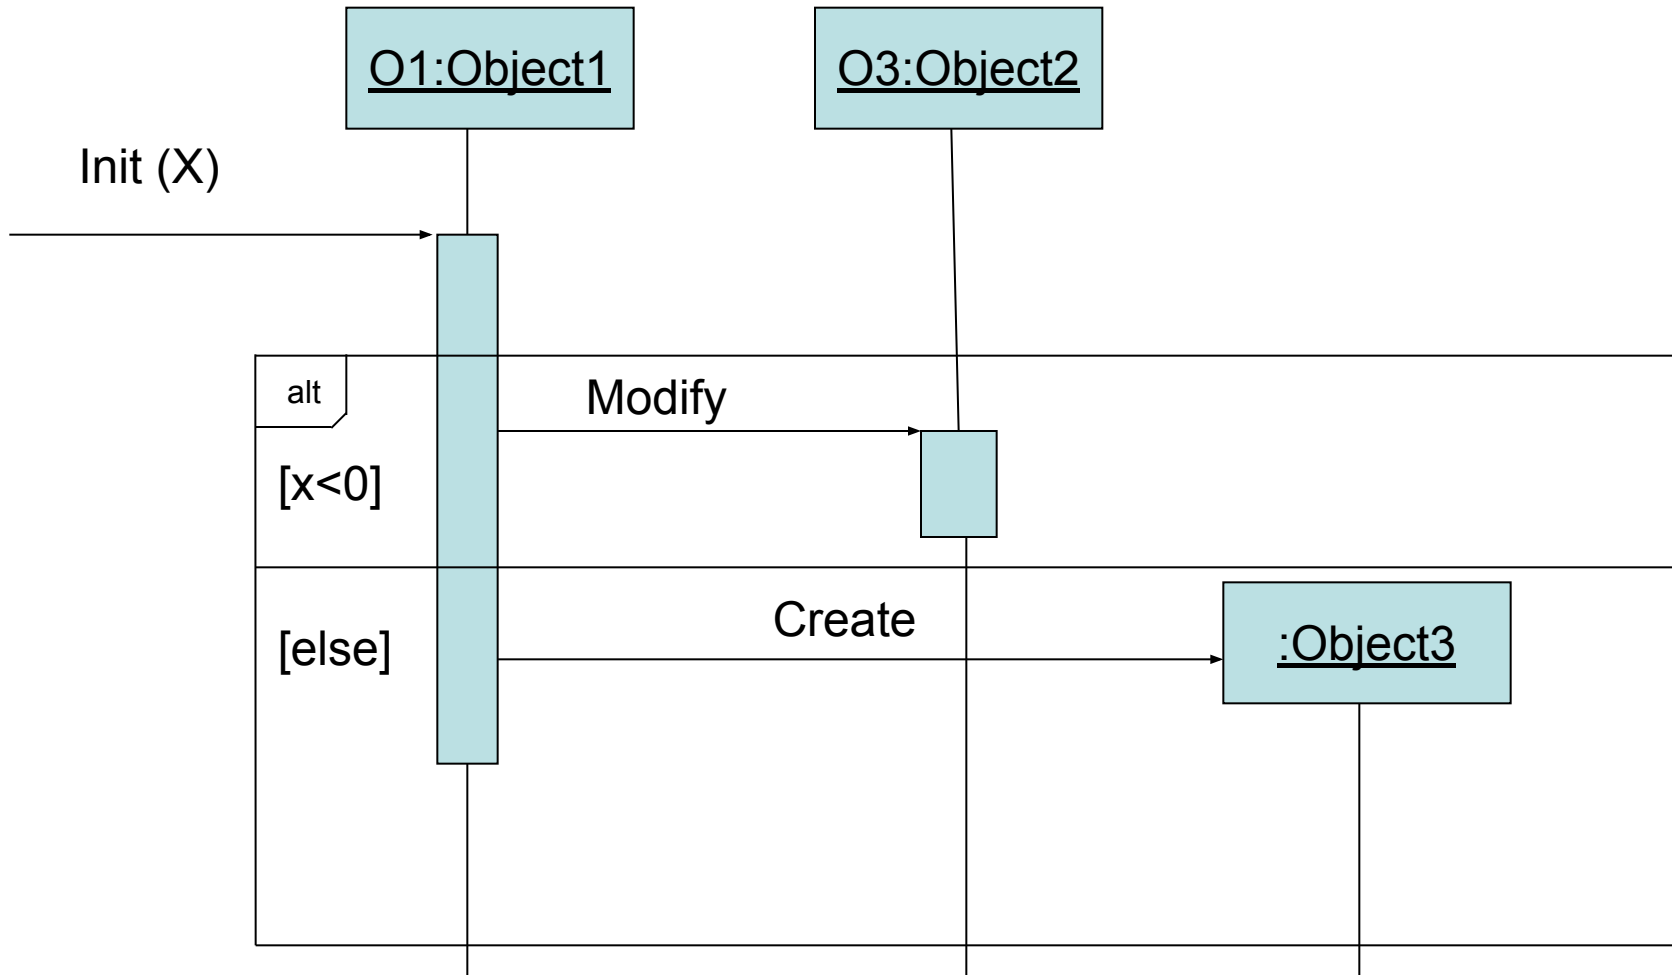 O1:Object1
O3:Object2
Init (X)
alt
Modify
[x<0]
Create
:Object3
[else]